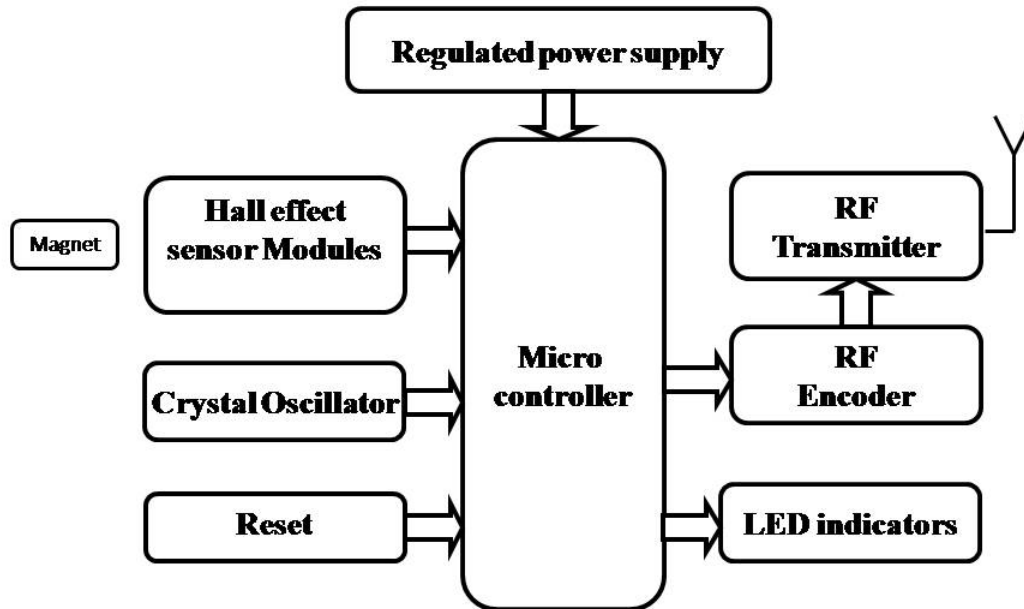 Regulated power supply
Magnet
Hall effect
sensor Modules
Crystal Oscillator
Reset
Micro
controller
RF
Transmitter
RF
Encoder
LED indicators